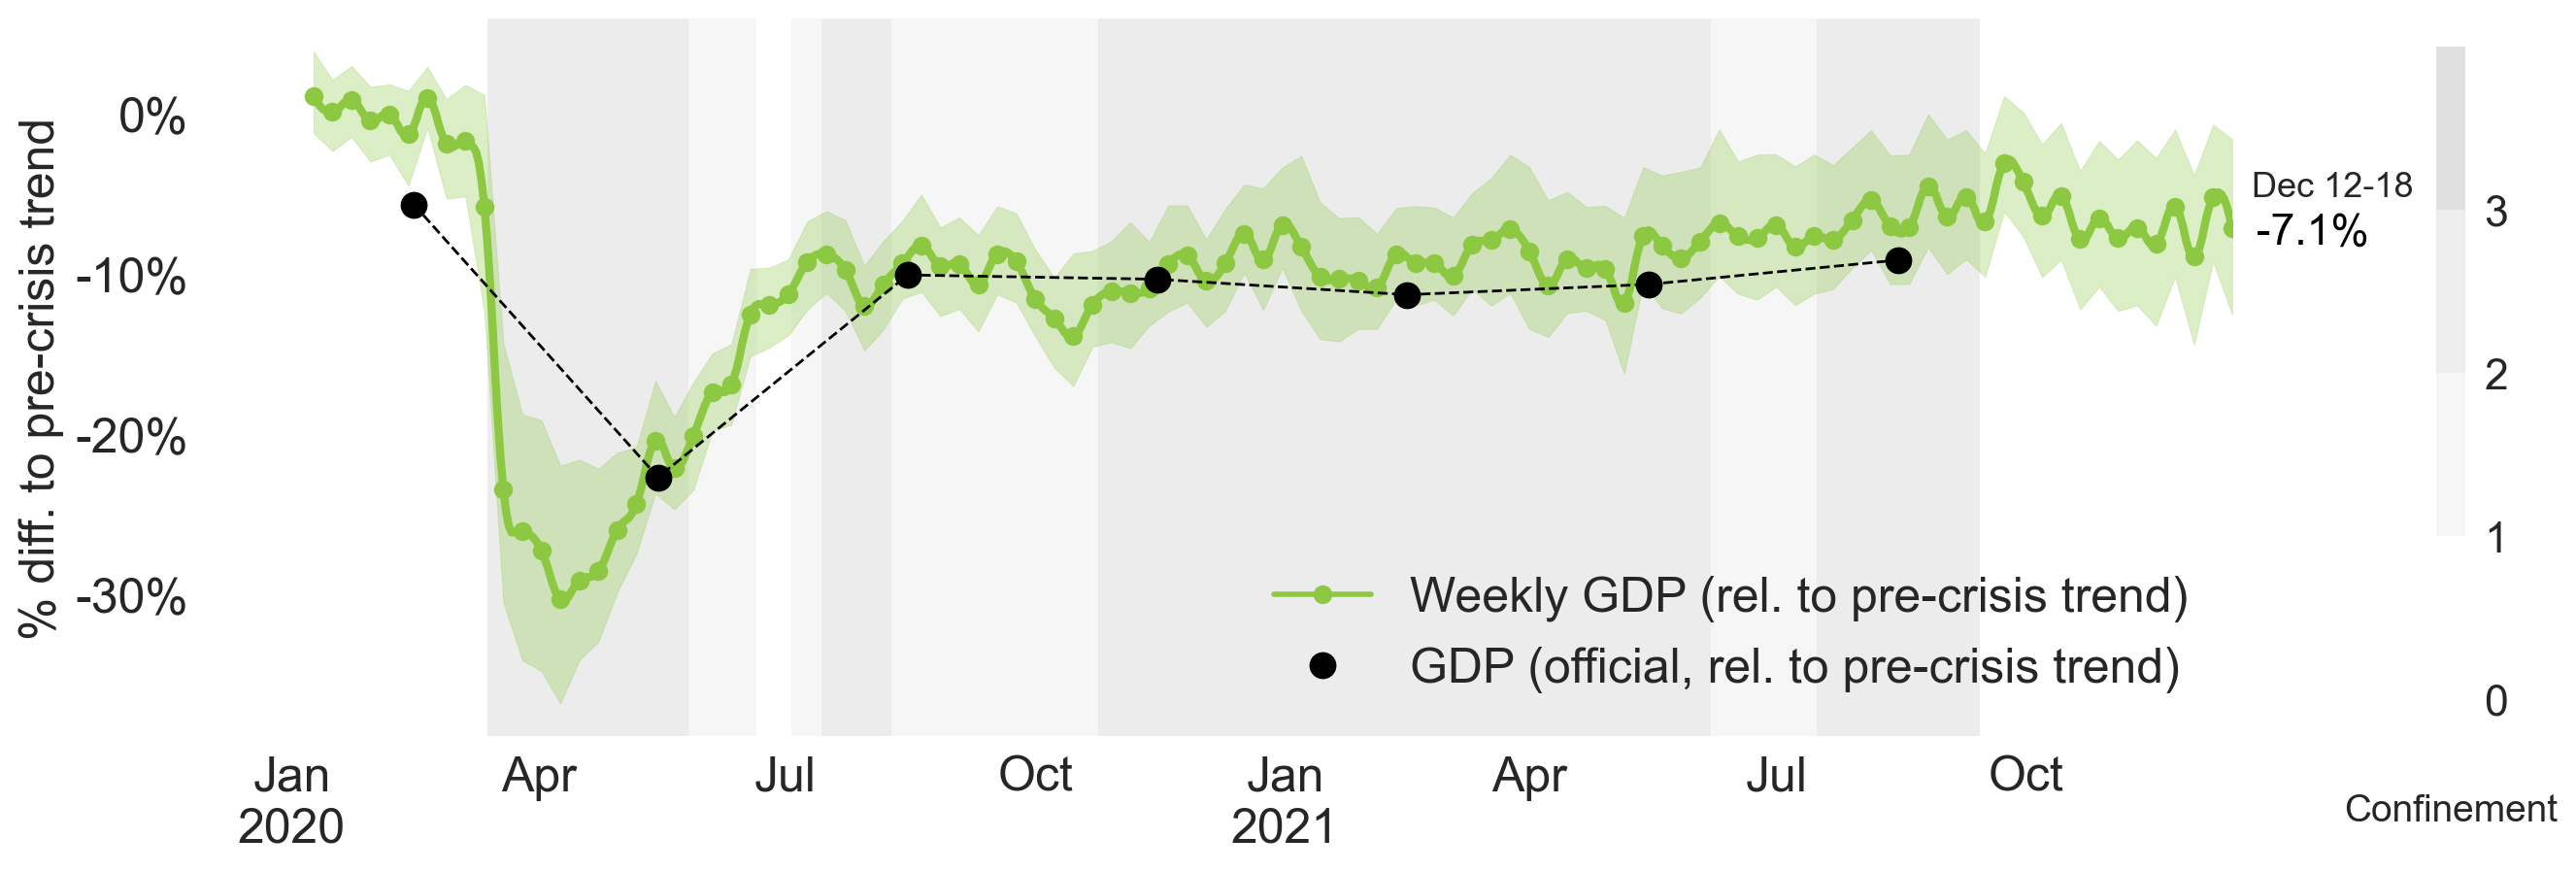 % diff. to pre-crisis trend
0%
-10%
-20%
-30%
Dec 12-18
-7.1%
Weekly GDP (rel. to pre-crisis trend)
GDP (official, rel. to pre-crisis trend)
Jan Apr Jul Oct Jan Apr Jul Oct
2020 2021
3
2
1
0
Confinement